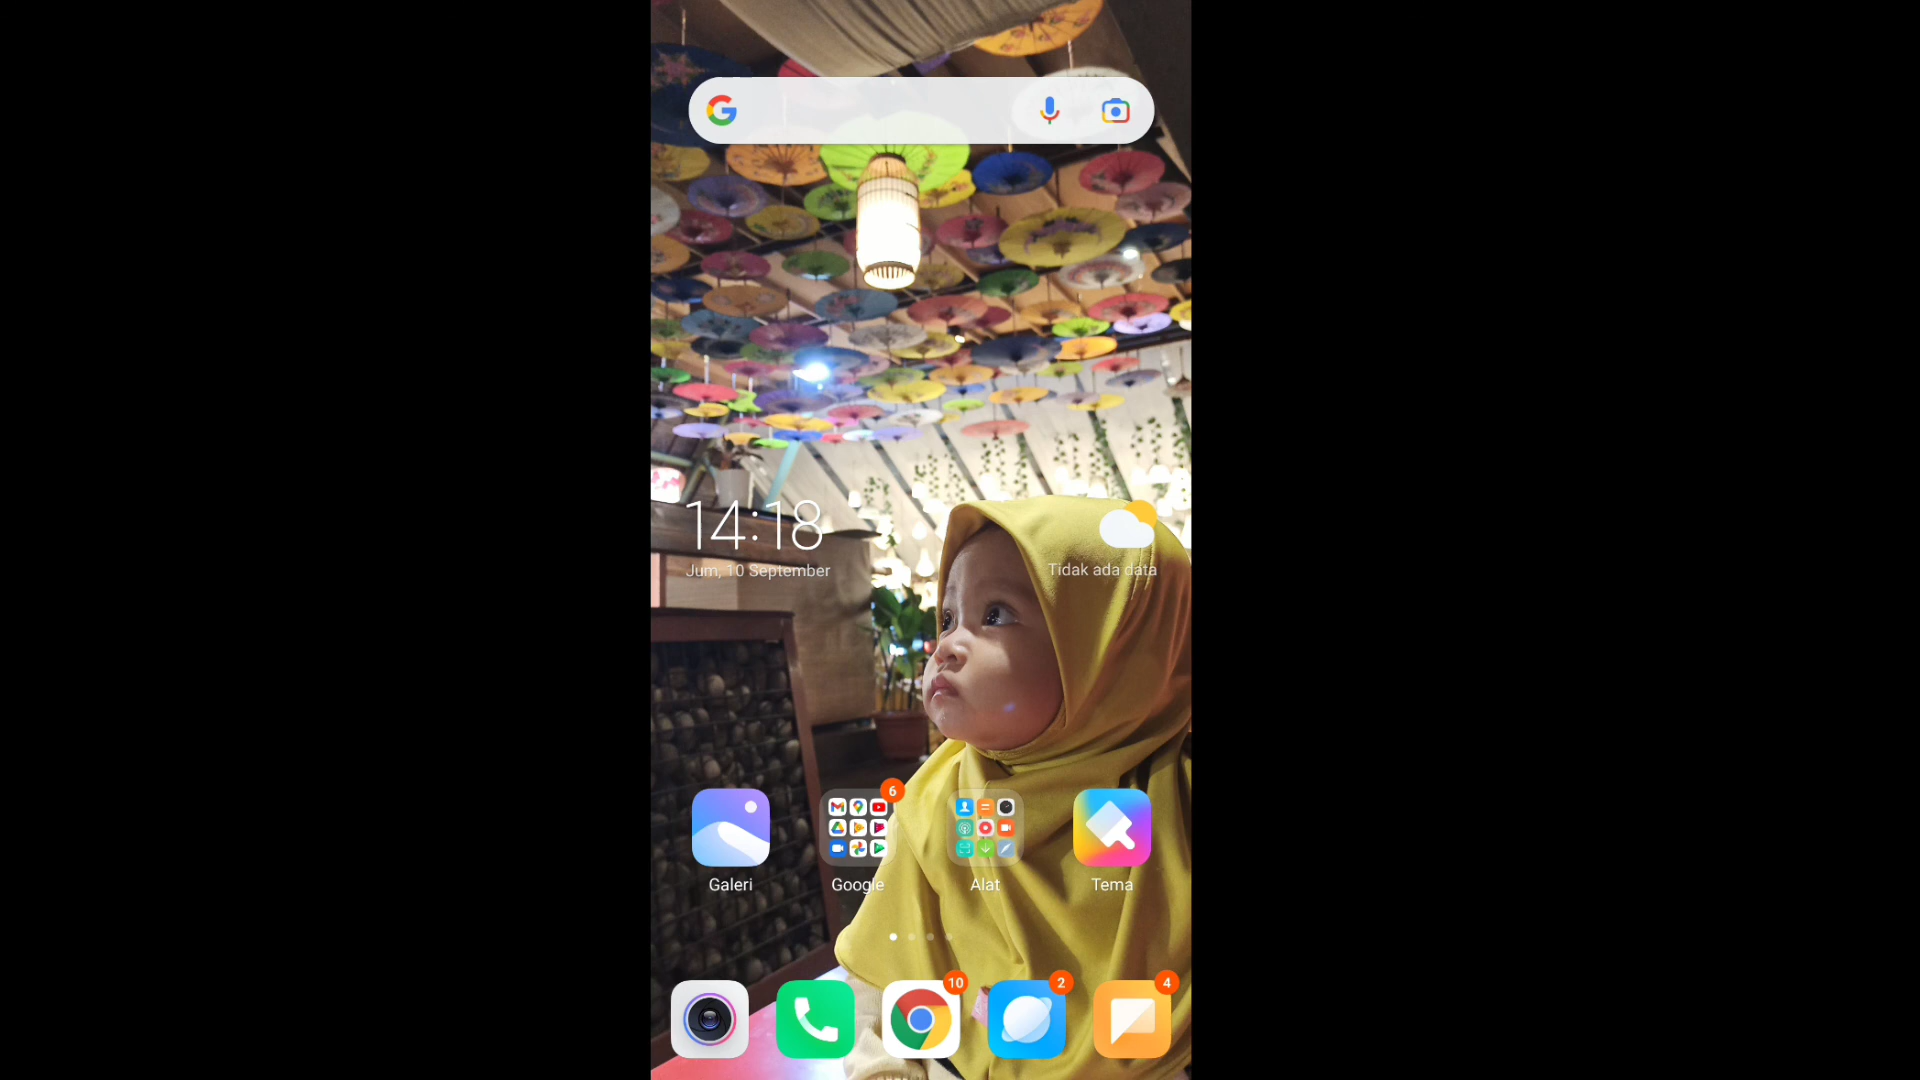 14:18
Jum, 10 September
Tidak ada data
6
Galeri
Google
Alat
Tema
10
2
4